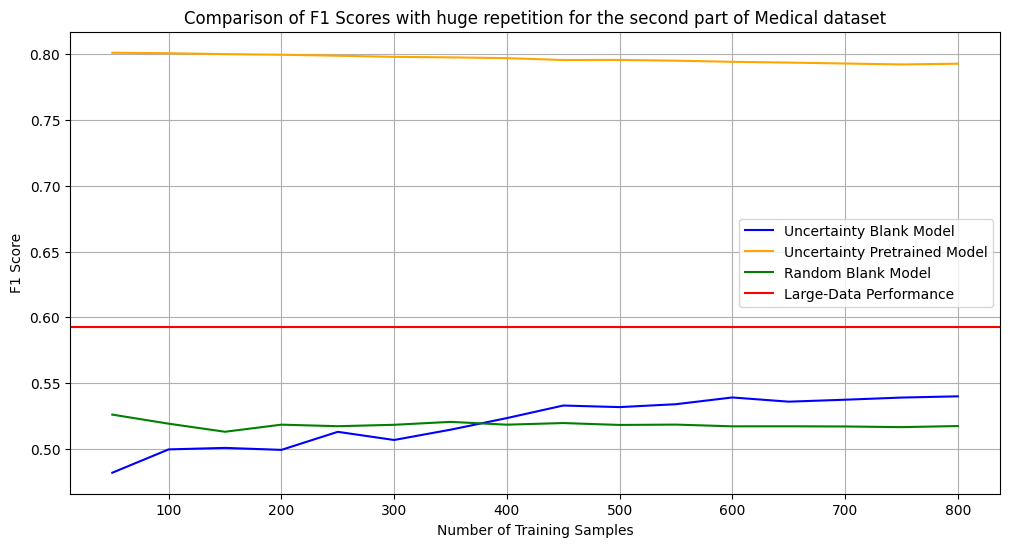 Comparison of F1 Scores with huge repetition for the second part of Medical dataset
F1 Score
0.80
0.75
0.70
0.65
0.60
0.55
0.50
Uncertainty Blank Model
Uncertainty Pretrained Model
Random Blank Model
Large-Data Performance
100 200 300 400 500 600 700 800
Number of Training Samples